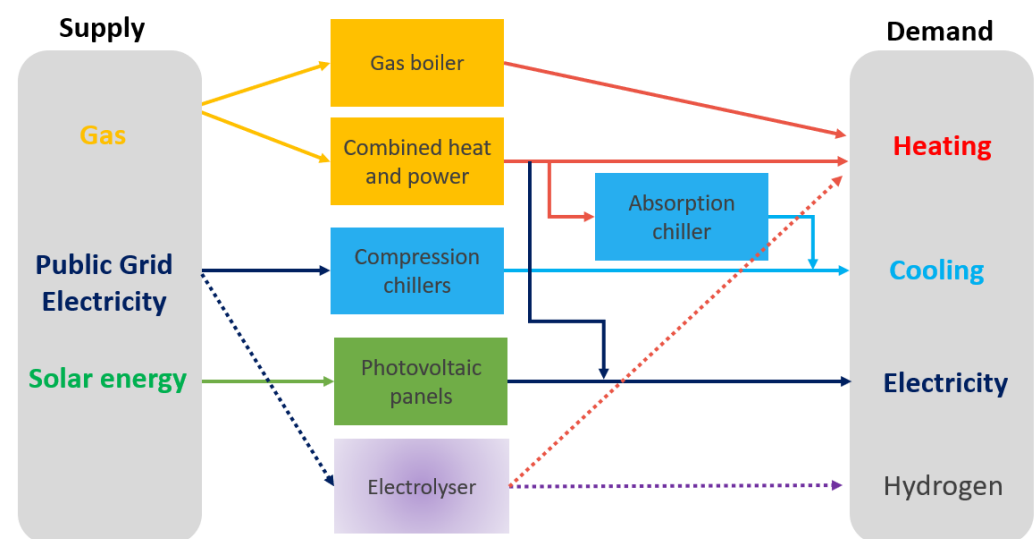 Supply
Demand
Gas
Public Grid
Electricity
Solar energy
Gas boiler
Combined heat
and power
Absorption
chiller
Compression
chillers
Photovoltaic
panels
Electrolyser
Heating
Cooling
Electricity
Hydrogen